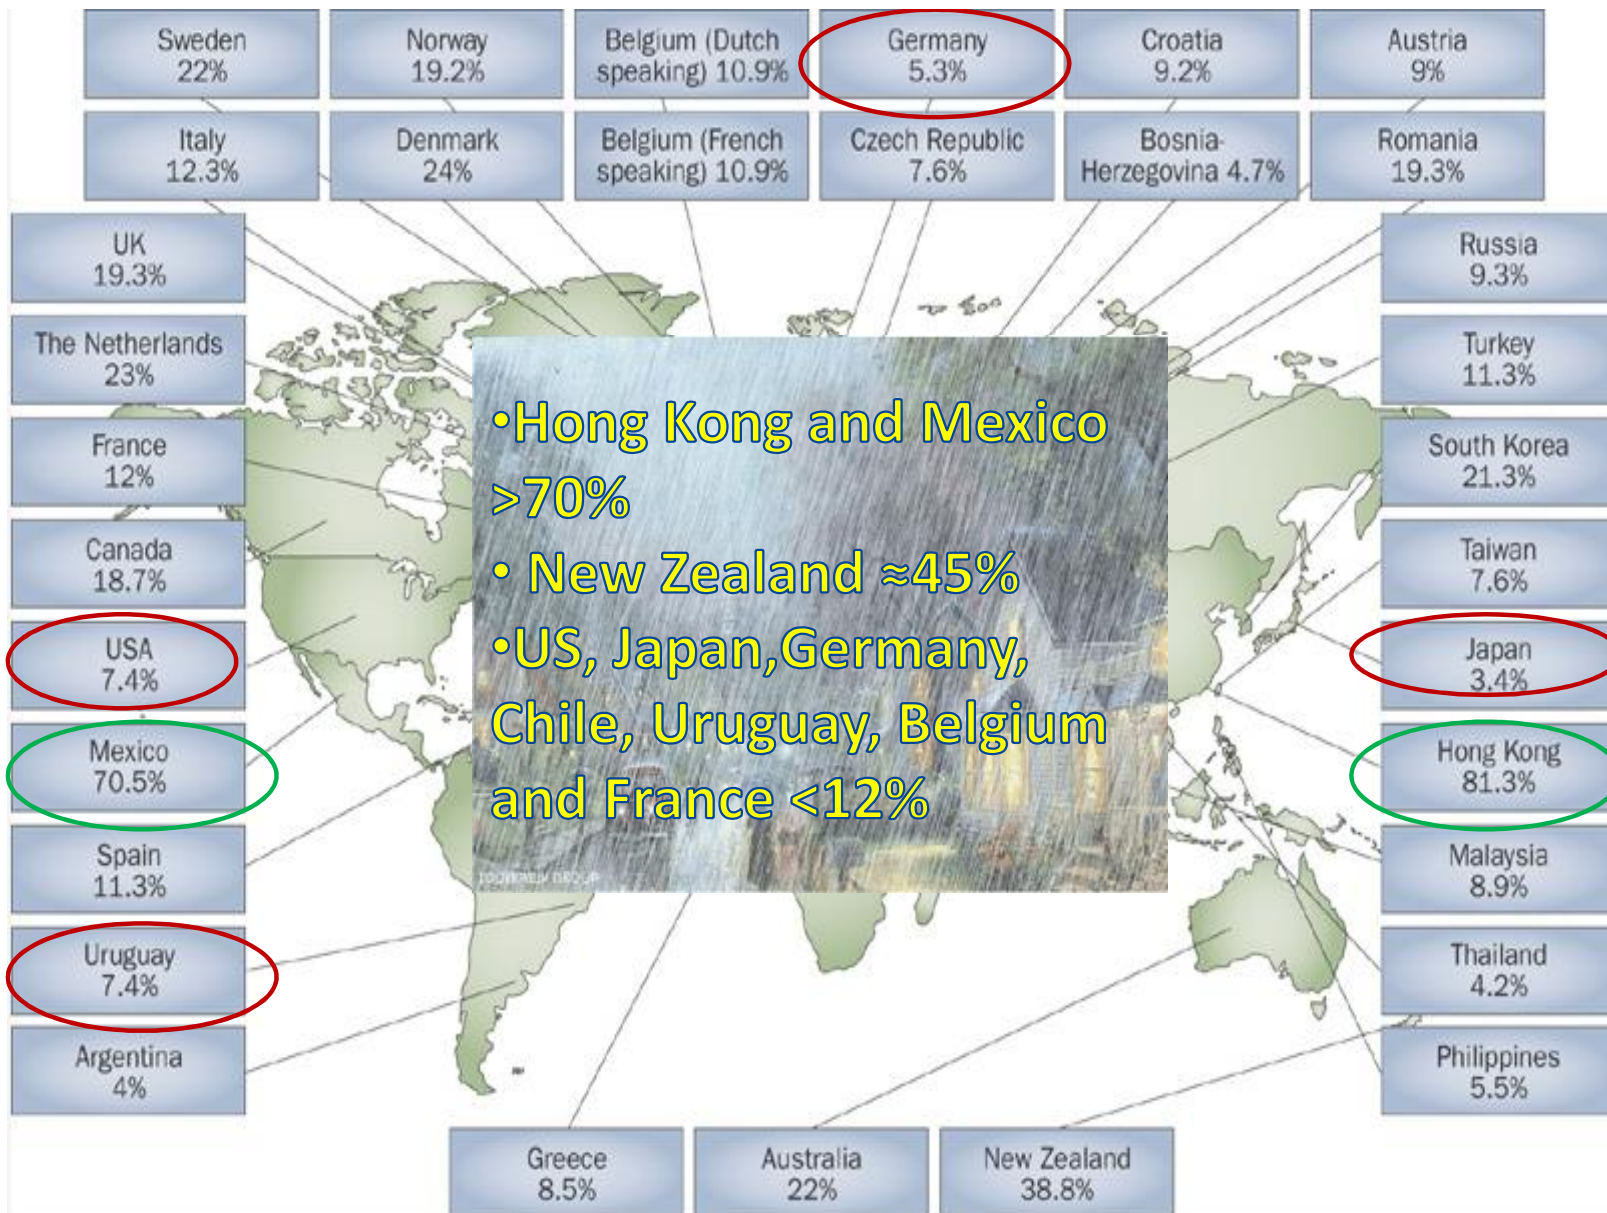 Sweden
22%
Norway
19.2%
Belgium (Dutch
speaking) 10.9%
Germany
5.3%
Croatia
9.2%
Austria
9%
Italy
12.3%
Denmark
24%
Belgium (French
speaking) 10.9%
Czech Republic
7.6%
Bosnia-
Herzegovina 4.7%
Romania
19.3%
UK
19.3%
The Netherlands
23%
France
12%
Canada
18.7%
USA
7.4%
Mexico
70.5%
Spain
11.3%
Uruguay
7.4%
Argentina
4%
•Hong Kong and Mexico
>70%
• New Zealand ≈45%
•US, Japan,Germany,
Chile, Uruguay, Belgium
and France <12%
Russia
9.3%
Turkey
11.3%
South Korea
21.3%
Taiwan
7.6%
Japan
3.4%
Hong Kong
81.3%
Malaysia
8.9%
Thailand
4.2%
Philippines
5.5%
Greece
8.5%
Australia
22%
New Zealand
38.8%